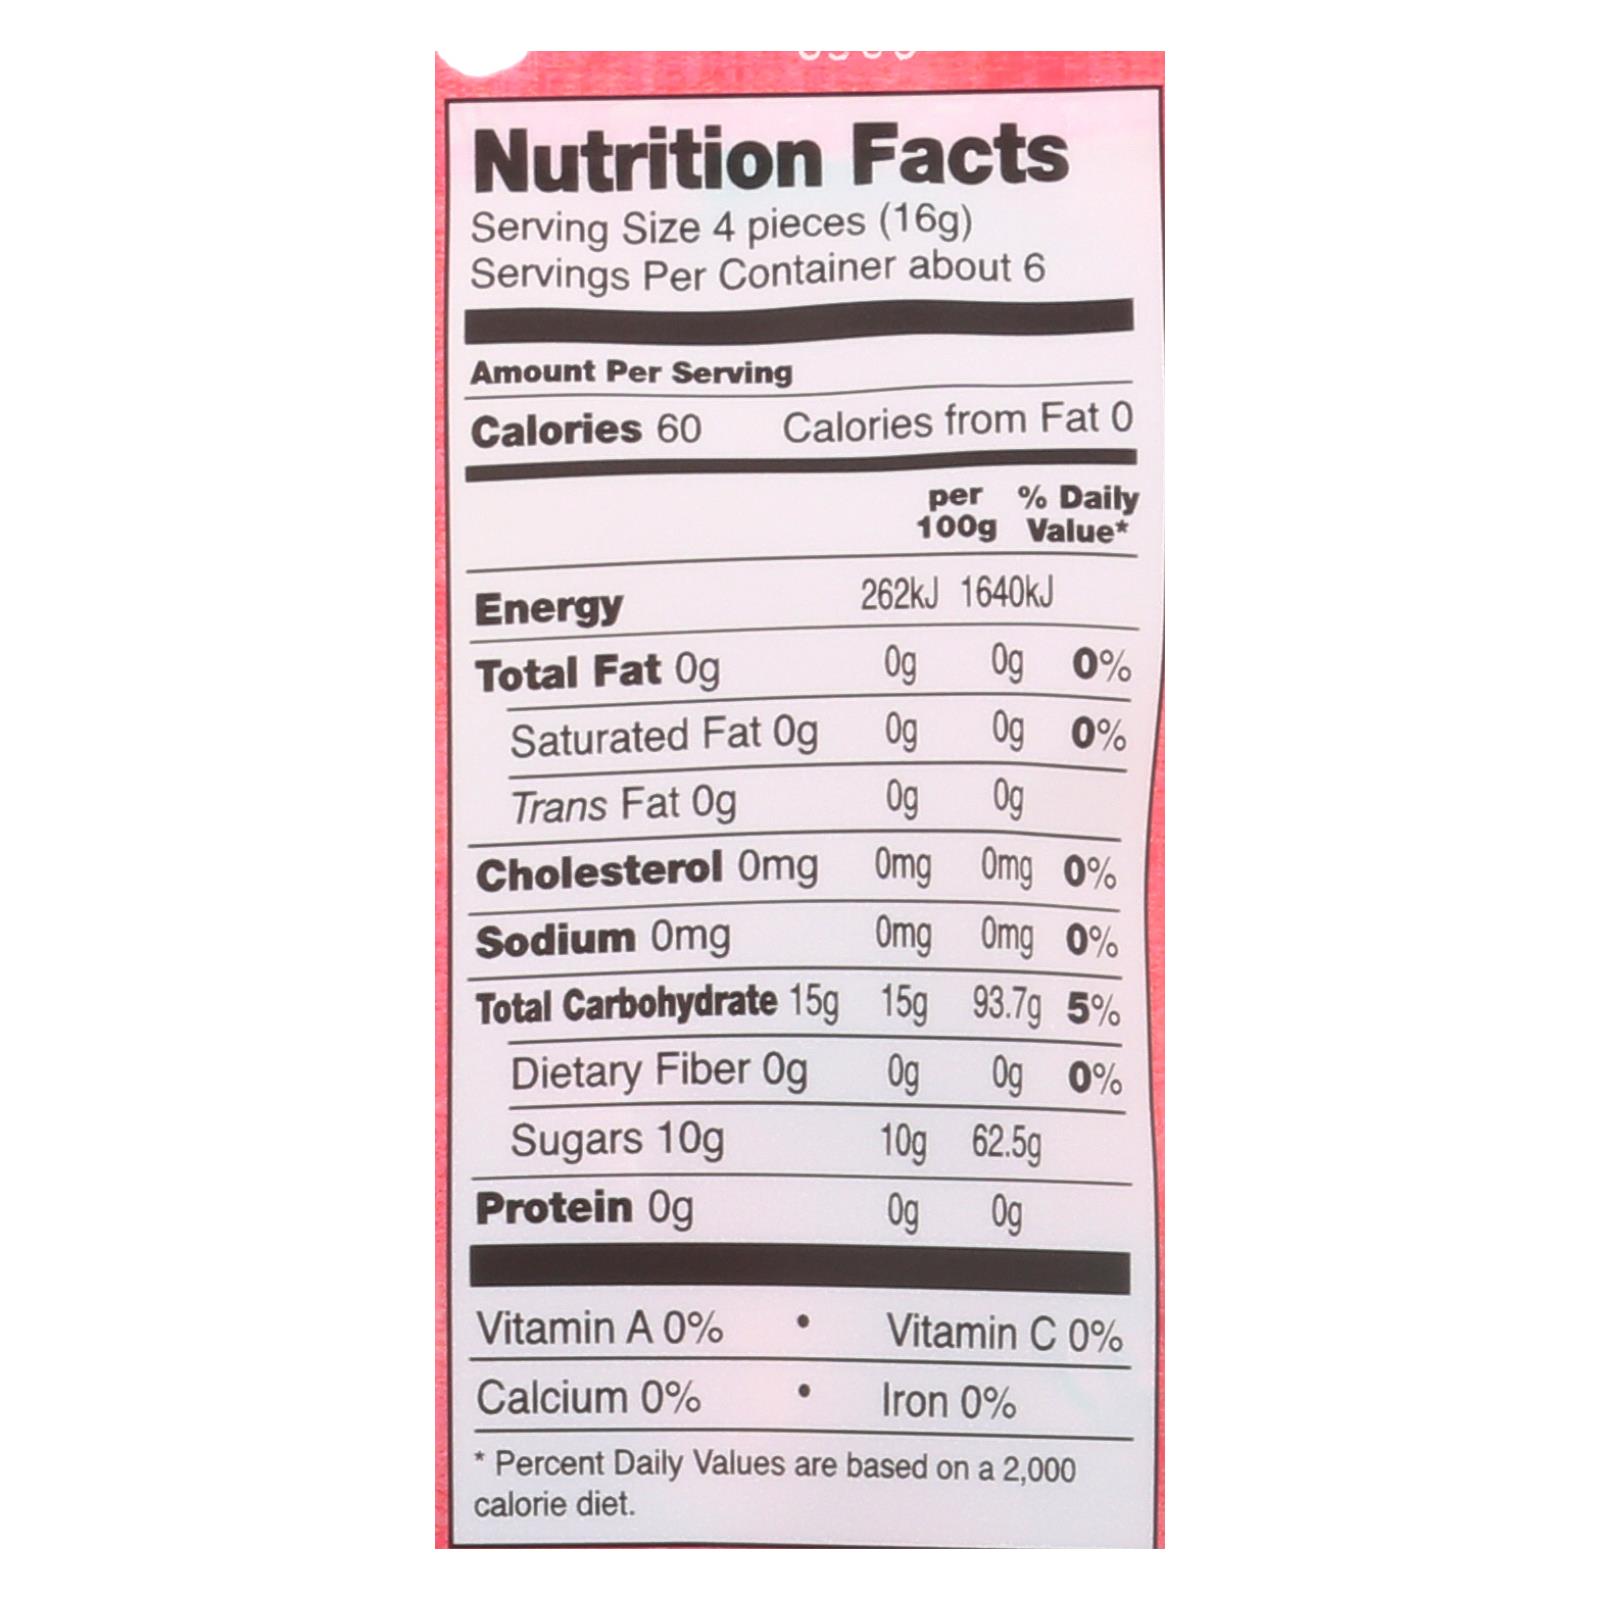 Nutrition Facts
Serving Size 4 pieces (16g)
Servings Per Container about 6
Amount Per Serving
Calories 60 Calories from Fat 0
per % Daily
100g Value*
Energy 262kJ 1640kJ
Total Fat 0g 0g 0g 0%
Saturated Fat 0g 0g 0g 0%
Trans Fat 0g 0g 0g
Cholesterol 0mg 0mg 0mg 0%
Sodium 0mg 0mg 0mg 0%
Total Carbohydrate 15g 15g 93.7g 5%
Dietary Fiber 0g 0g 0g 0%
Sugars 10g 10g 62.5g
Protein 0g 0g 0g
Vitamin A 0% • Vitamin C 0%
Calcium 0% • Iron 0%
* Percent Daily Values are based on a 2,000
calorie diet.